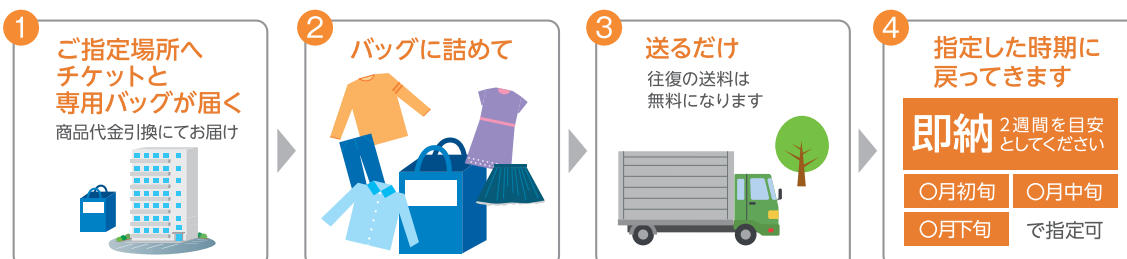 1
ご指定場所へ
チケットと
専用バッグが届く
商品代金引換にてお届け
2
バッグに詰めて
3
送るだけ
往復の送料は
無料になります
4
指定した時期に
戻ってきます
即納 2週間を目安
としてください
〇月初旬 〇月中旬
〇月下旬 で指定可